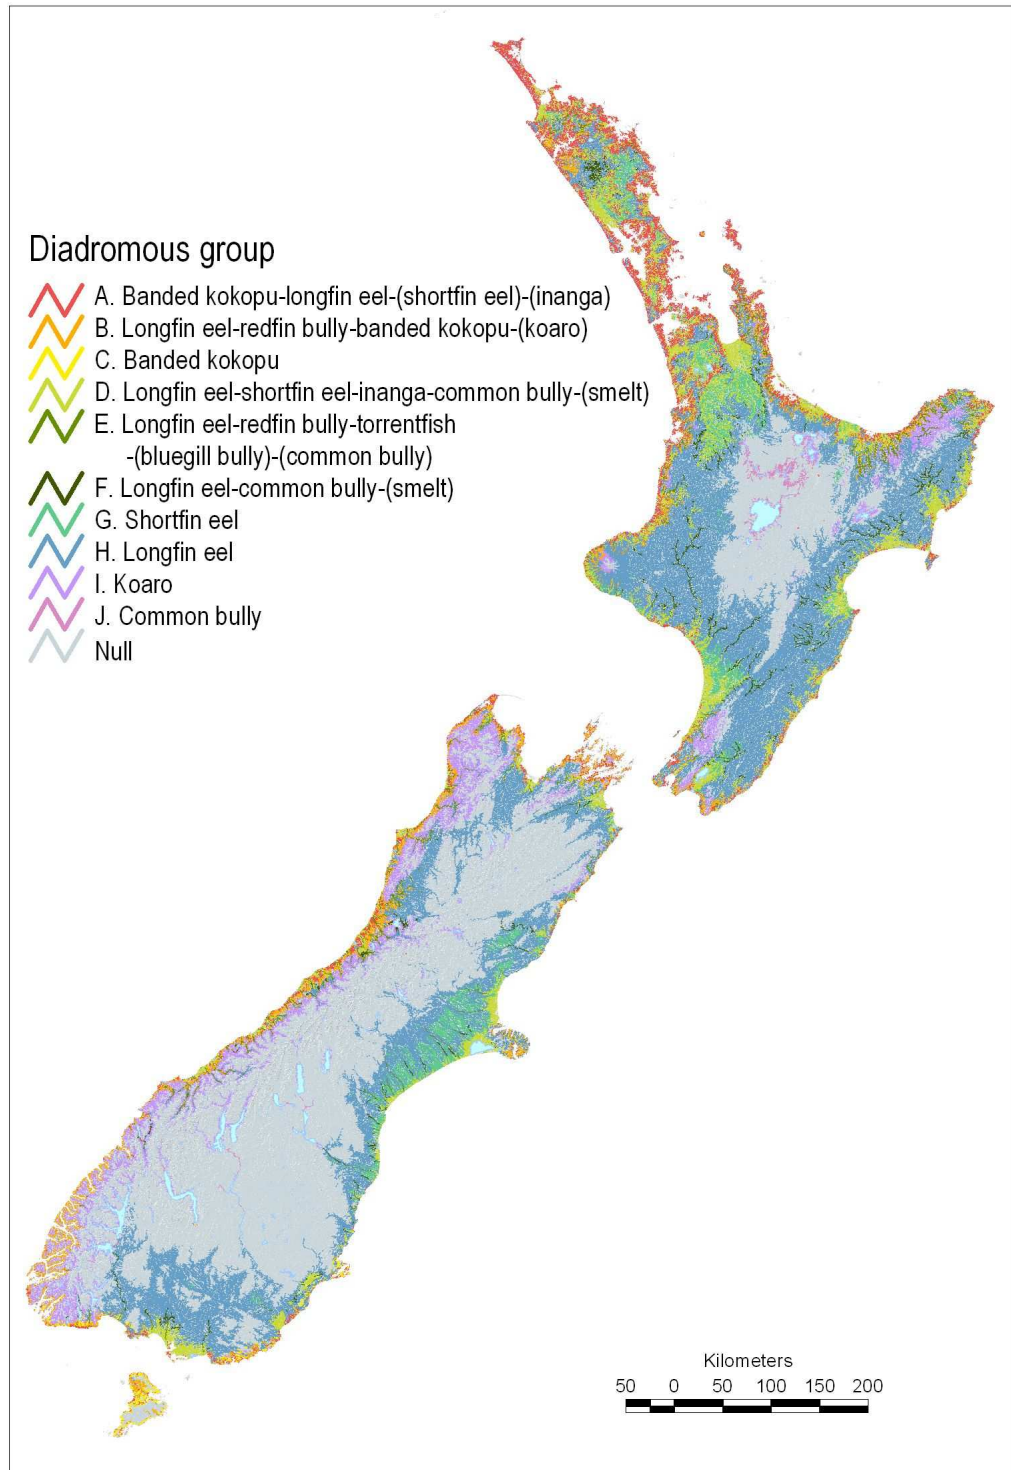 Diadromous group
A. Banded kokopu-longfin eel-(shortfin eel)-(inanga)
B. Longfin eel-redfin bully-banded kokopu-(koaro)
C. Banded kokopu
D. Longfin eel-shortfin eel-inanga-common bully-(smelt)
E. Longfin eel-redfin bully-torrentfish
-(bluegill bully)-(common bully)
F. Longfin eel-common bully-(smelt)
G. Shortfin eel
H. Longfin eel
I. Koaro
J. Common bully
Null
Kilometers
50 0 50 100 150 200